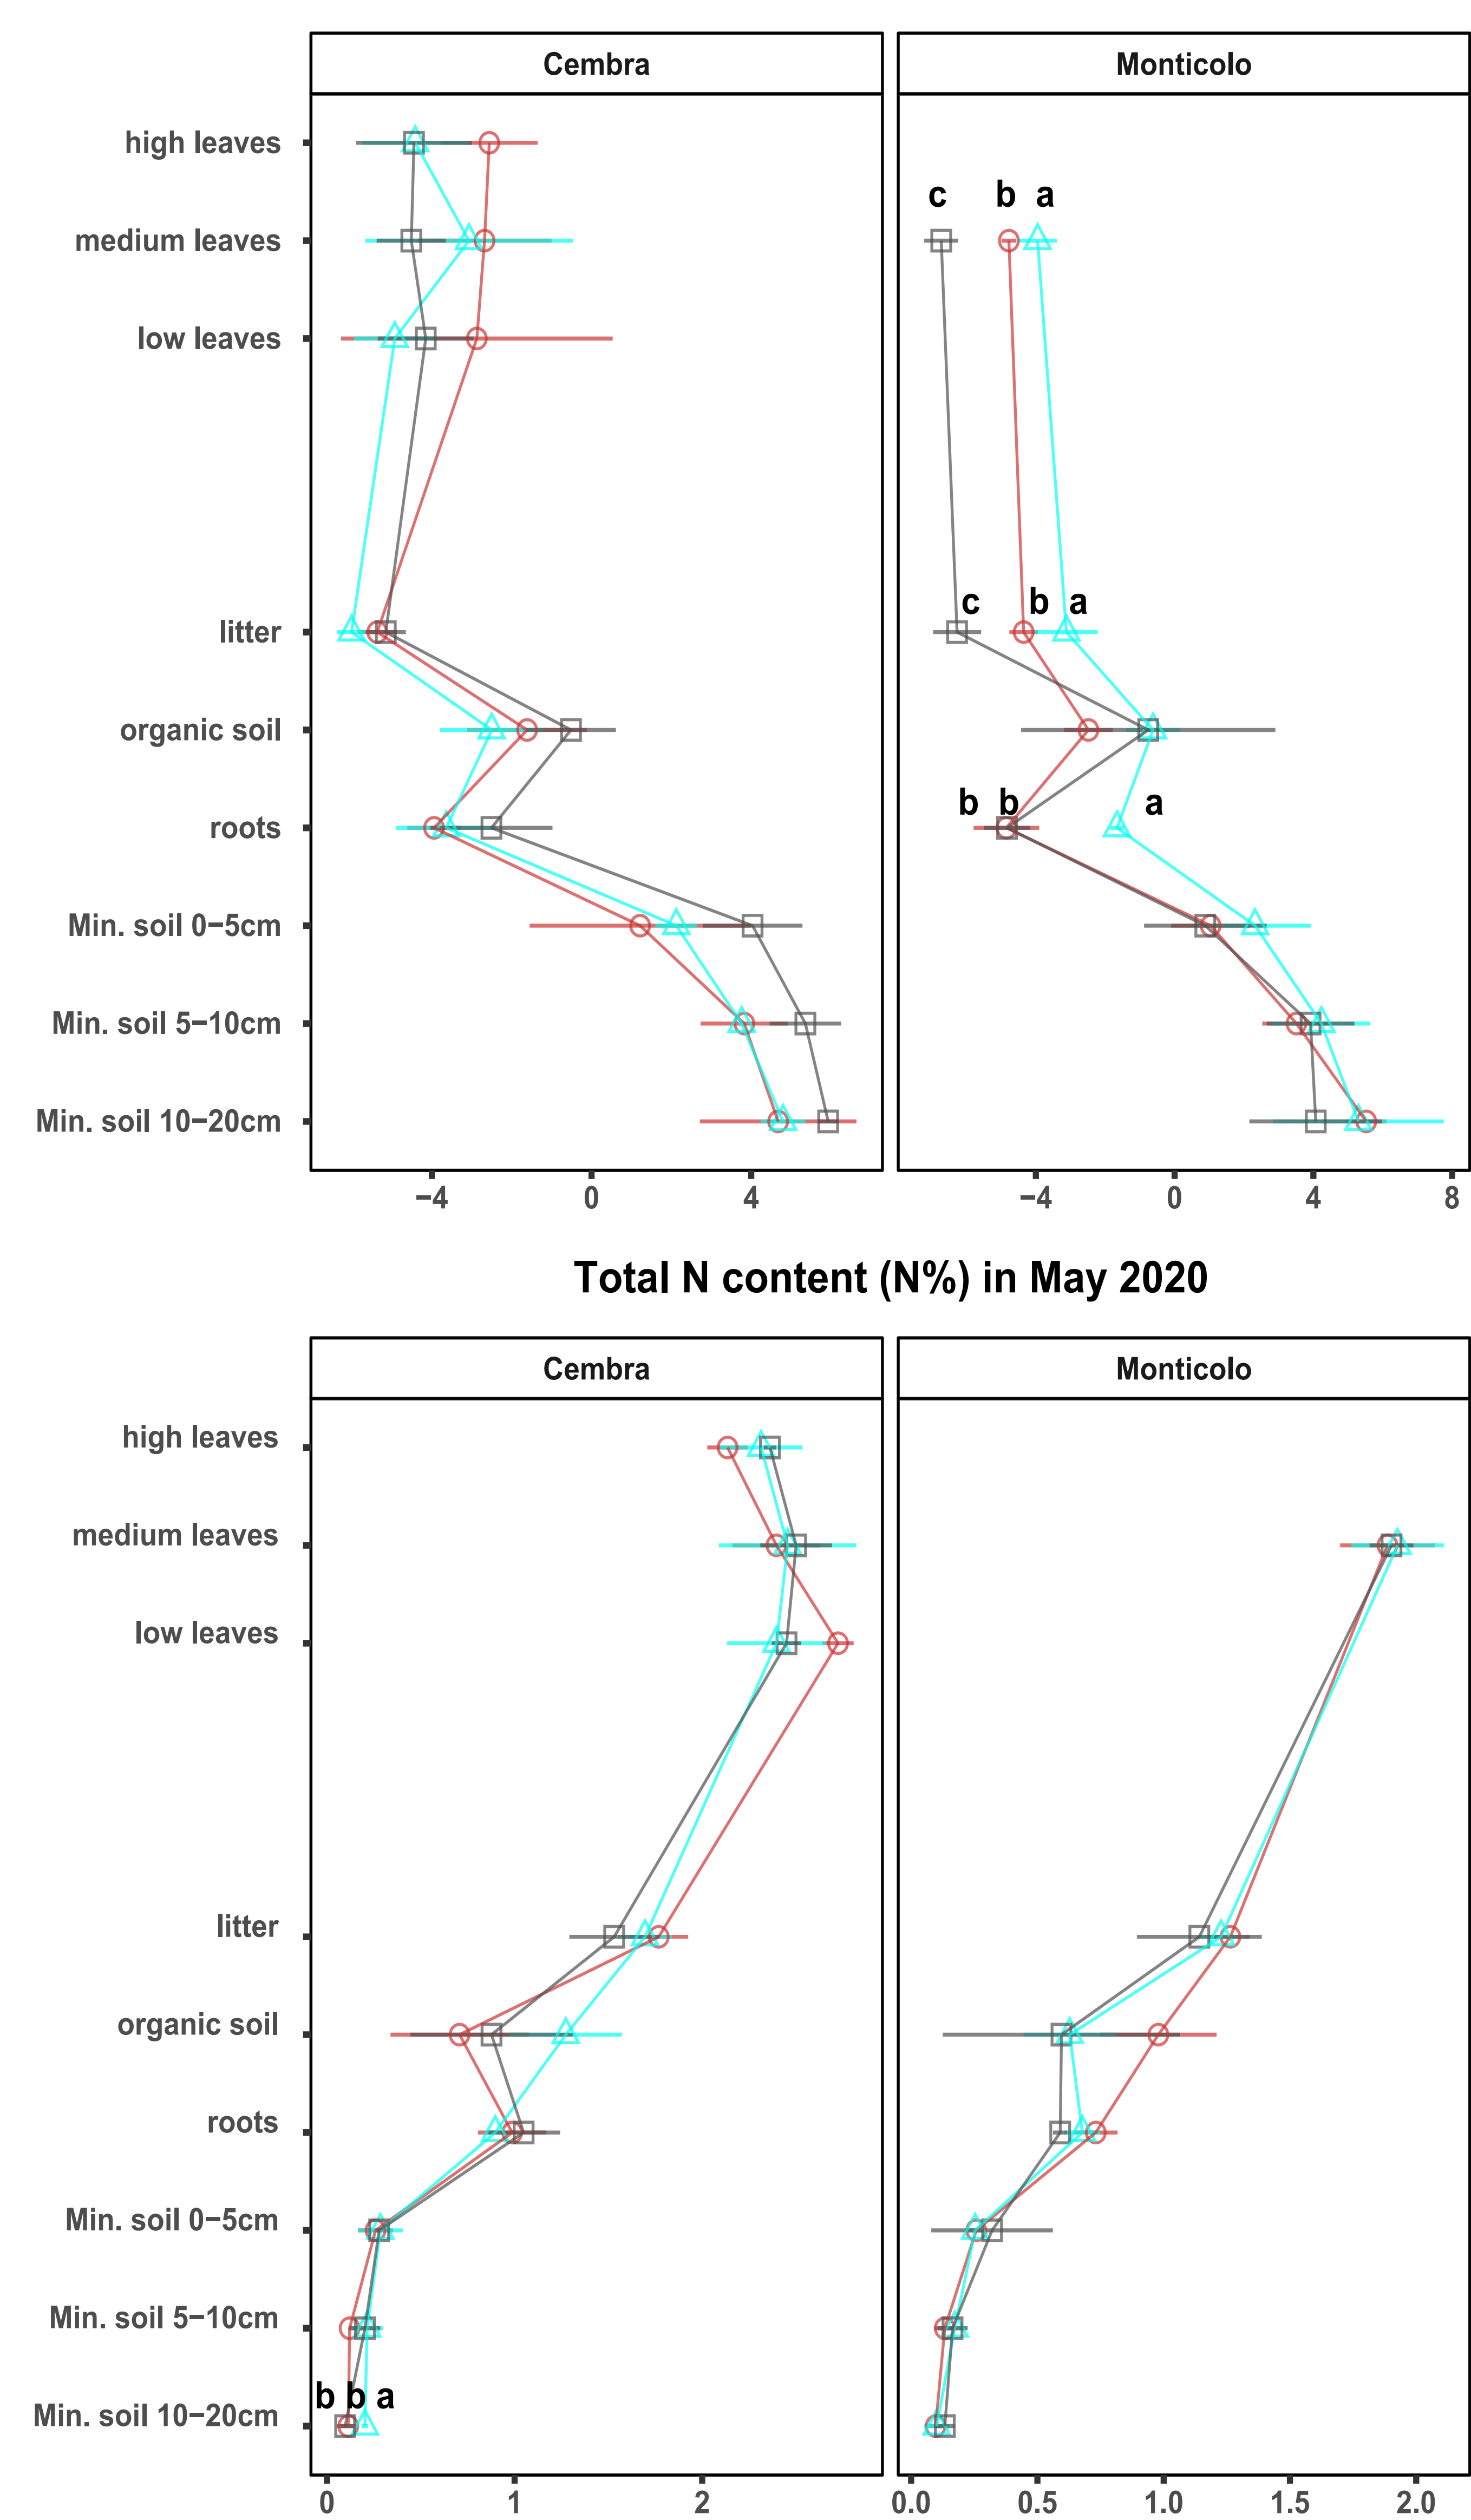 Cembra Monticolo
high leaves
c b a
medium leaves
low leaves
c b a
litter
organic soil
b b a
roots
Min. soil 0−5cm
Min. soil 5−10cm
Min. soil 10−20cm
−4 0 4 −4 0 4 8
Total N content (N%) in May 2020
Cembra Monticolo
high leaves
medium leaves
low leaves
litter
organic soil
roots
Min. soil 0−5cm
Min. soil 5−10cm
b b a
Min. soil 10−20cm
0 1 2 0.0 0.5 1.0 1.5 2.0